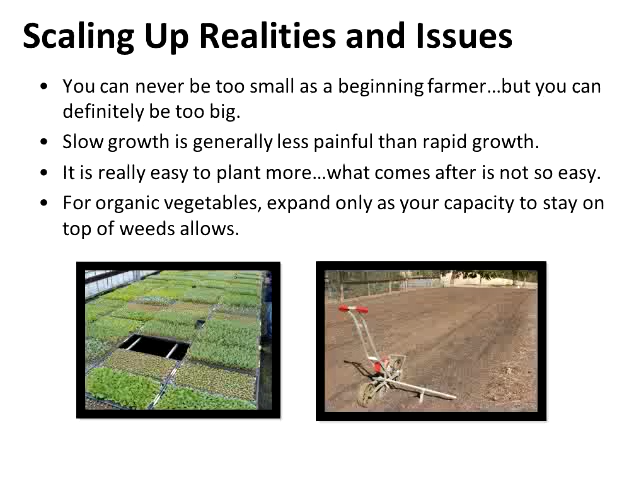 Scaling Up Realities and Issues
• You can never be too small as a beginning farmer…but you can
definitely be too big.
• Slow growth is generally less painful than rapid growth.
• It is really easy to plant more…what comes after is not so easy.
• For organic vegetables, expand only as your capacity to stay on
top of weeds allows.